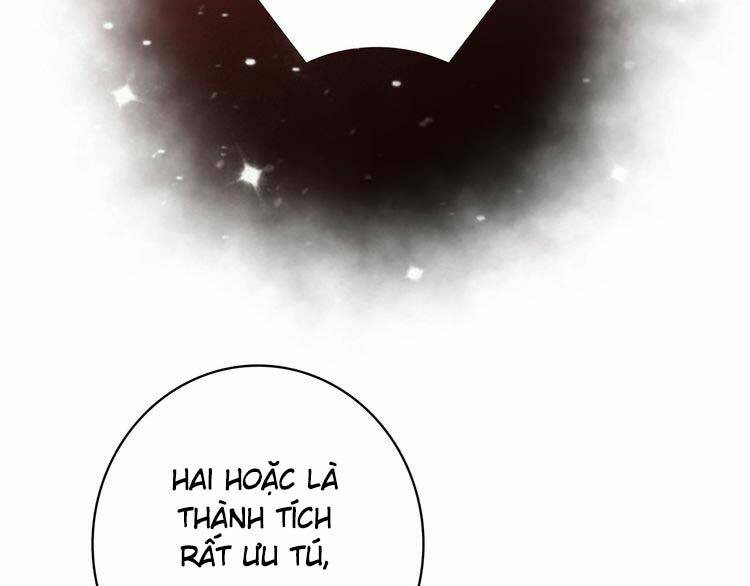 HAI HOẶC LÀ
THÀNH TÍCH
RẤT ƯU TÚ,